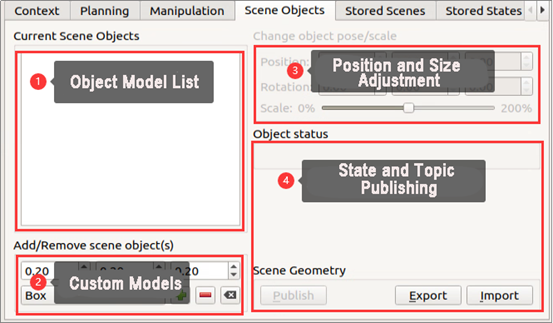 Context Planning Manipulation Scene Objects Stored Scenes Stored States
Current Scene Objects
1 Object Model List
Add/Remove scene object(s)
0.20 0.20
2 Custom Models
Box
Change object pose/scale
Position:
3 Position and Size
Adjustment
Rotation:
Scale: 0% 200%
Object status
4 State and Topic
Publishing
Scene Geometry
Publish Export Import